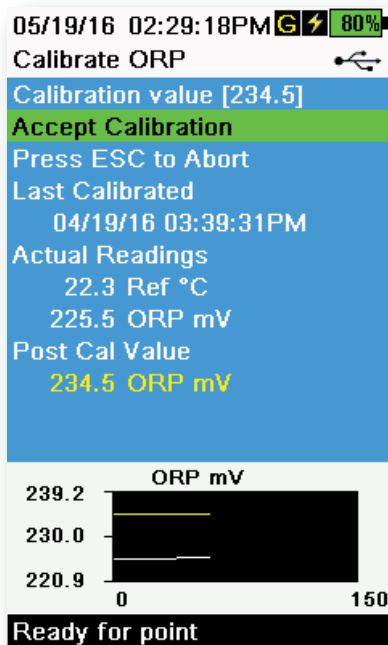 05/19/16 02:29:18PM G 80%
Calibrate ORP
Calibration value [234.5]
Accept Calibration
Press ESC to Abort
Last Calibrated
04/19/16 03:39:31PM
Actual Readings
22.3 Ref °C
225.5 ORP mV
Post Cal Value
234.5 ORP mV
ORP mV
239.2
230.0
220.9
0 150
Ready for point